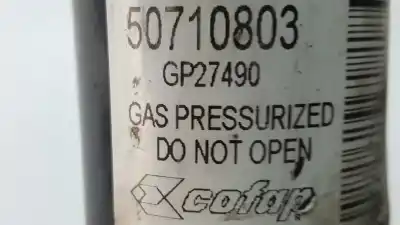 50710803
GP27490
GAS PRESSURIZED
DO NOT OPEN
cofap